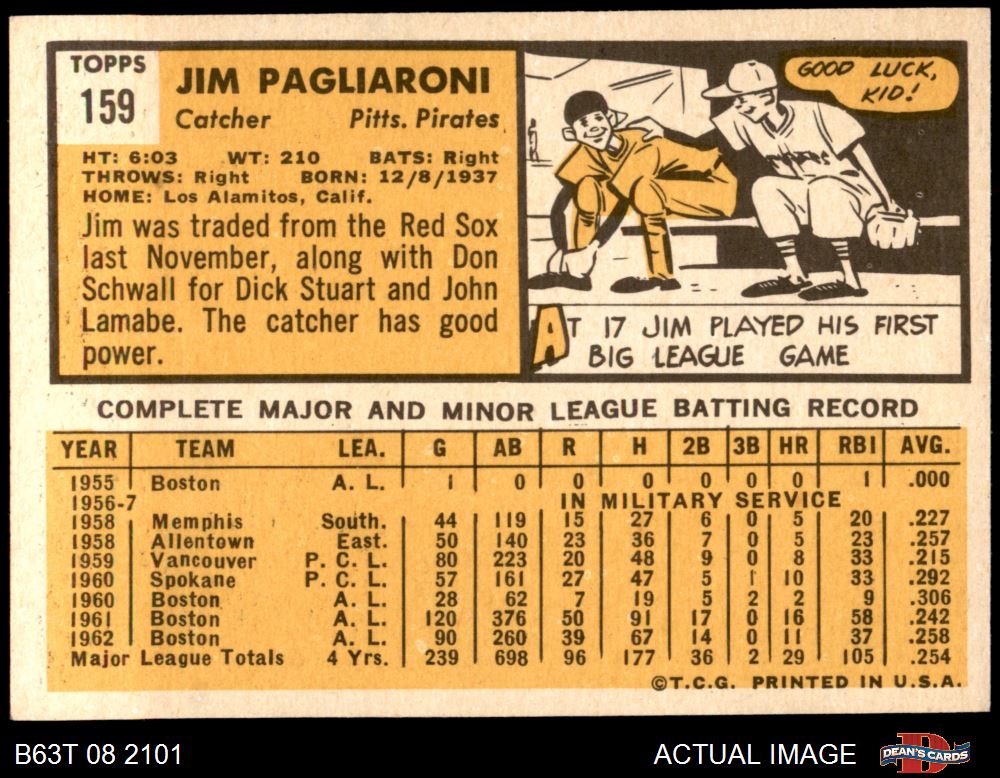 TOPPS
159
JIM PAGLIARONI
Catcher Pitts. Pirates
HT: 6:03 WT: 210 BATS: Right
THROWS: Right BORN: 12/8/1937
HOME: Los Alamitos, Calif.
Jim was traded from the Red Sox
last November, along with Don
Schwall for Dick Stuart and John
Lamabe. The catcher has good
power.
GOOD LUCK,
KID!
AT 17 JIM PLAYED HIS FIRST
BIG LEAGUE GAME
COMPLETE MAJOR AND MINOR LEAGUE BATTING RECORD
YEAR TEAM LEA. G AB R H 2B 3B HR RBI AVG.
1955 Boston A. L. 1 0 0 0 0 0 0 1 .000
1956-7 IN MILITARY SERVICE
1958 Memphis South. 44 119 15 27 6 0 5 20 .227
1958 Allentown East. 50 140 23 36 7 0 5 23 .257
1959 Vancouver P. C. L. 80 223 20 48 9 0 8 33 .215
1960 Spokane P. C. L. 57 161 27 47 5 1 10 33 .292
1960 Boston A. L. 28 62 7 19 5 2 2 9 .306
1961 Boston A. L. 120 376 50 91 17 0 16 58 .242
1962 Boston A. L. 90 260 39 67 14 0 11 37 .258
Major League Totals 4 Yrs. 239 698 96 177 36 2 29 105 .254
©T.C.G. PRINTED IN U.S.A.
B63T 08 2101 ACTUAL IMAGE DEAN'S CARDS